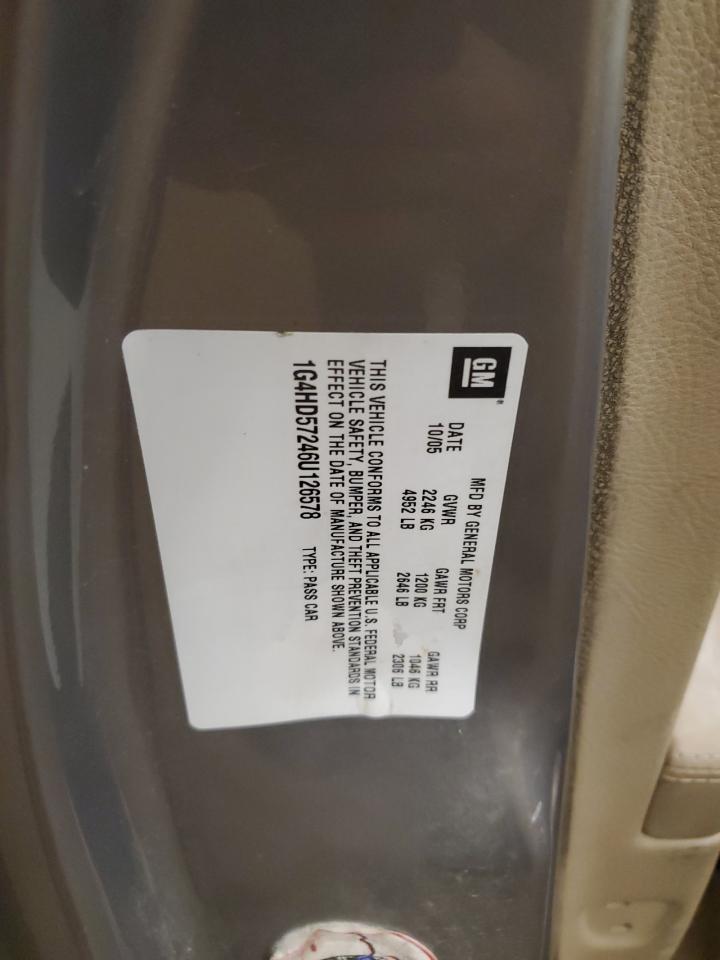 GM
MFD BY GENERAL MOTORS CORP
DATE GVWR GAWR FRT GAWR RR
10/05 2246 KG 1200 KG 1046 KG
4952 LB 2646 LB 2306 LB
THIS VEHICLE CONFORMS TO ALL APPLICABLE U.S. FEDERAL MOTOR
VEHICLE SAFETY, BUMPER, AND THEFT PREVENTION STANDARDS IN
EFFECT ON THE DATE OF MANUFACTURE SHOWN ABOVE.
1G4HD57246U126578 TYPE: PASS CAR